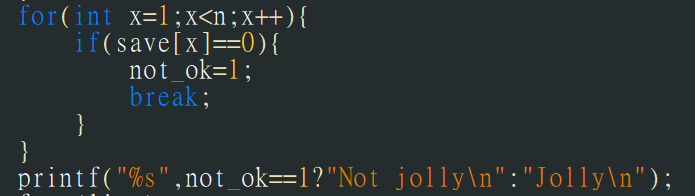 for(int x=1;x<n;x++){
if(save[x]==0){
not_ok=1;
break;
}
}
printf("%s",not_ok==1?"Not jolly\n":"Jolly\n");